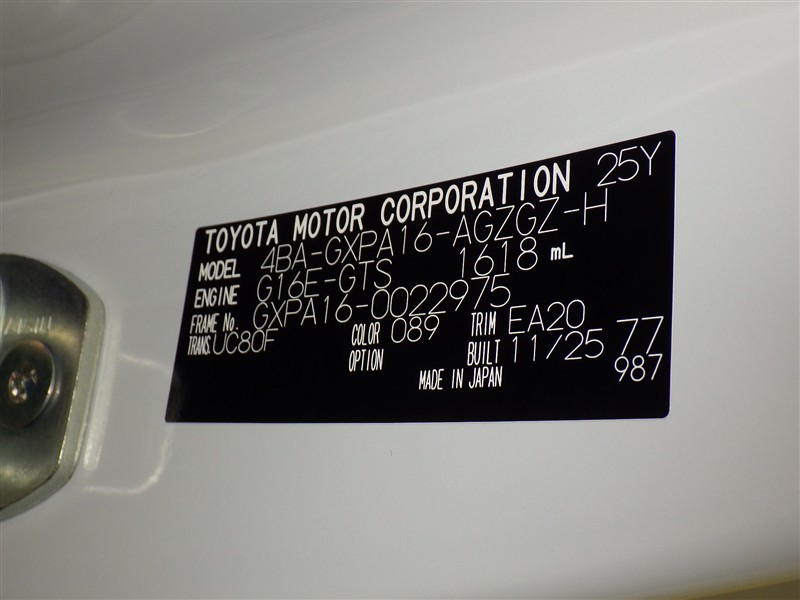 TOYOTA MOTOR CORPORATION 25Y
MODEL 4BA-GXPA16-AGZGZ-H
ENGINE G16E-GTS 1618 mL
FRAME No. GXPA16-0022975
TRANS. UC80F COLOR 089 TRIM EA20
OPTION BUILT 11/25 77
MADE IN JAPAN 987